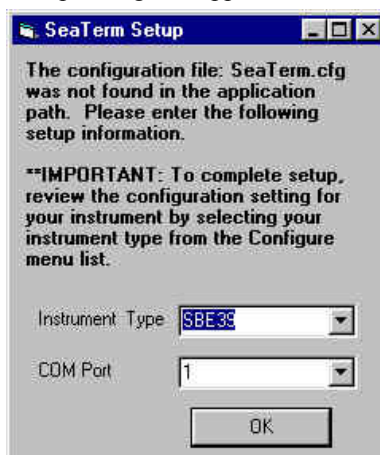 SeaTerm Setup
The configuration file: SeaTerm.cfg
was not found in the application
path. Please enter the following
setup information.
**IMPORTANT: To complete setup,
review the configuration setting for
your instrument by selecting your
instrument type from the Configure
menu list.
Instrument Type SBE39
COM Port 1
OK